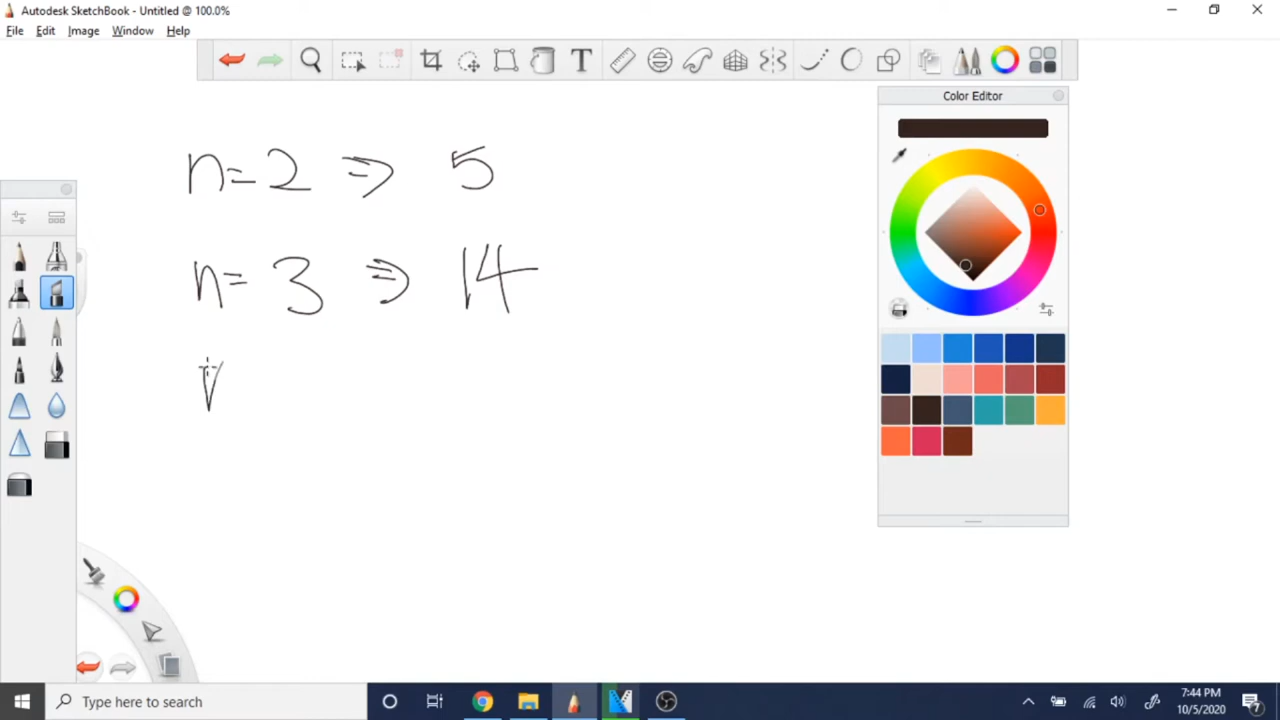 Autodesk SketchBook - Untitled @ 100.0%
File Edit Image Window Help
T
Color Editor
n=2 ⇒ 5
n=3 ⇒ 14
Type here to search
7:44 PM
10/5/2020
7